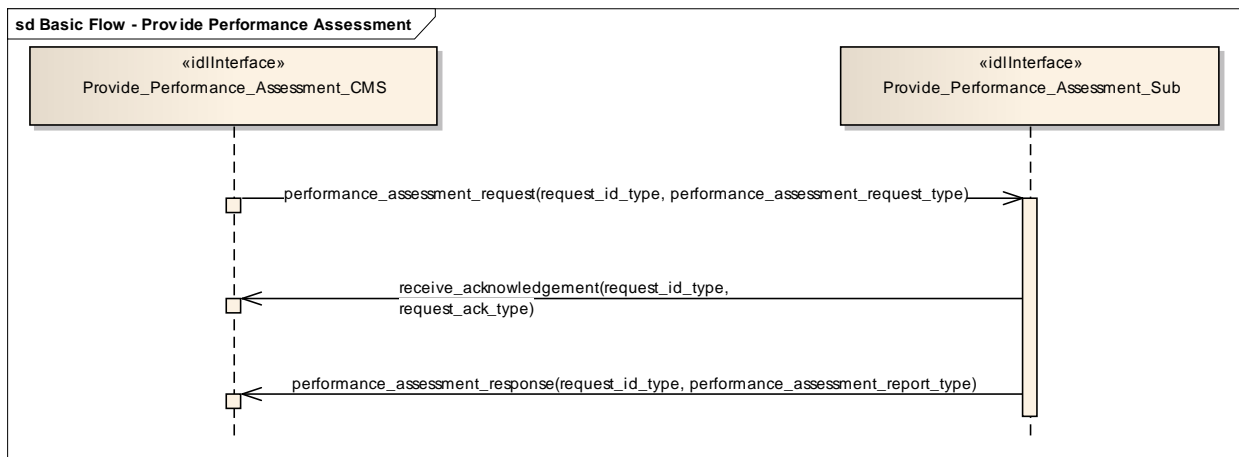 sd Basic Flow - Provide Performance Assessment
«idlInterface»
Provide_Performance_Assessment_CMS
«idlInterface»
Provide_Performance_Assessment_Sub
performance_assessment_request(request_id_type, performance_assessment_request_type)
receive_acknowledgement(request_id_type,
request_ack_type)
performance_assessment_response(request_id_type, performance_assessment_report_type)